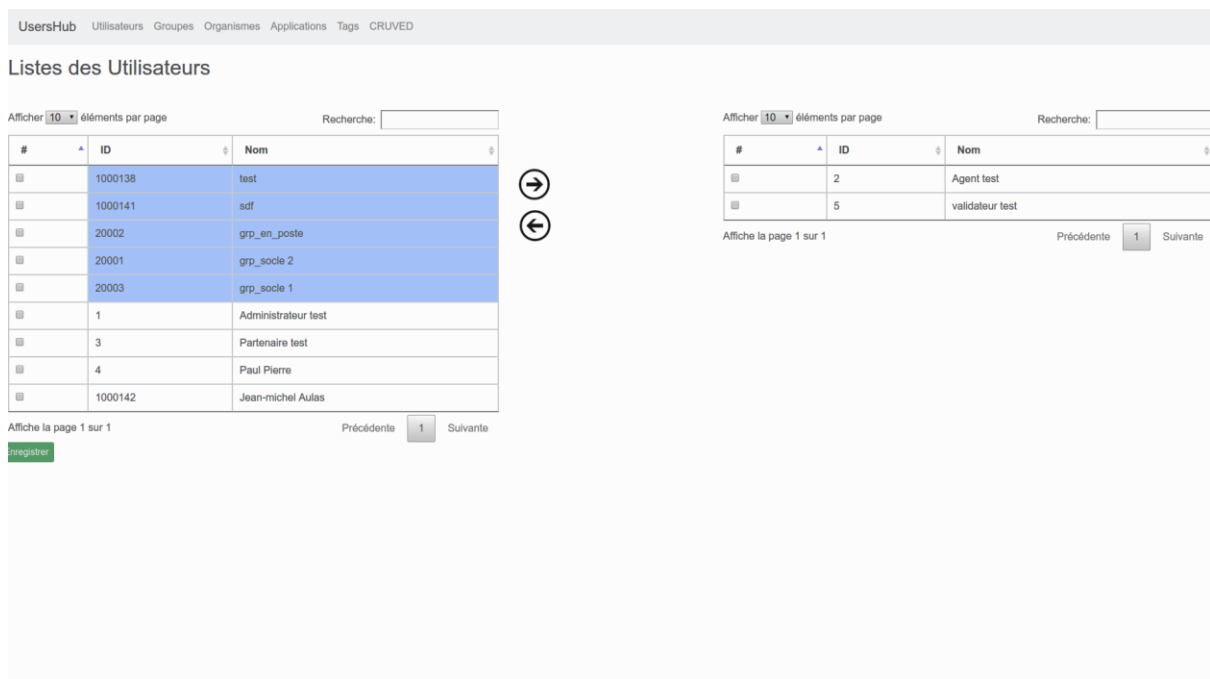 UsersHub Utilisateurs Groupes Organismes Applications Tags CRUVED
Listes des Utilisateurs
Afficher 10 éléments par page Recherche:
# ID Nom
1000138 test
1000141 sdf
20002 grp_en_poste
20001 grp_socle 2
20003 grp_socle 1
1 Administrateur test
3 Partenaire test
4 Paul Pierre
1000142 Jean-michel Aulas
Affiche la page 1 sur 1 Précédente 1 Suivante
Enregistrer
Afficher 10 éléments par page Recherche:
# ID Nom
2 Agent test
5 validateur test
Affiche la page 1 sur 1 Précédente 1 Suivante